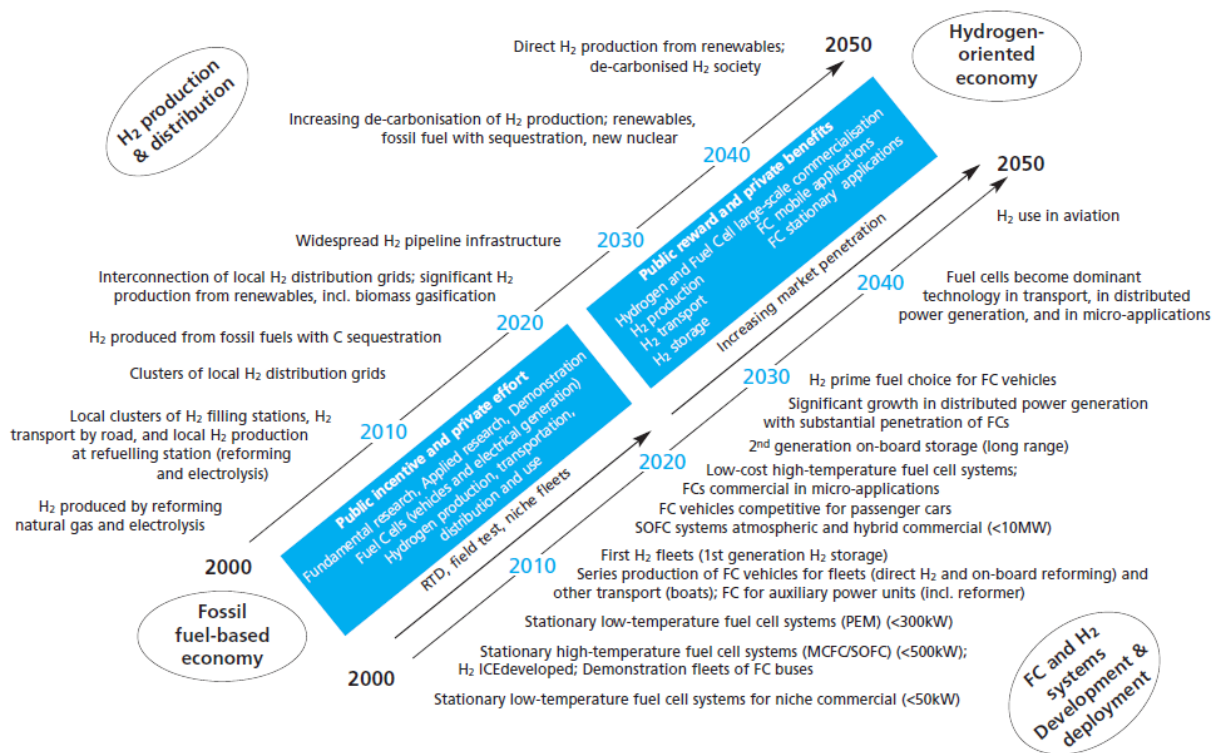 H2 production
& distribution
Direct H2 production from renewables;
de-carbonised H2 society
2050
Hydrogen-
oriented
economy
Increasing de-carbonisation of H2 production; renewables,
fossil fuel with sequestration, new nuclear
2040
Widespread H2 pipeline infrastructure
2030
Interconnection of local H2 distribution grids; significant H2
production from renewables, incl. biomass gasification
2020
H2 produced from fossil fuels with C sequestration
Clusters of local H2 distribution grids
Local clusters of H2 filling stations, H2
transport by road, and local H2 production
at refuelling station (reforming
and electrolysis)
2010
H2 produced by reforming
natural gas and electrolysis
2000
Fossil
fuel-based
economy
Public reward and private benefits
Hydrogen and Fuel Cell large-scale commercialisation
H2 production
FC mobile applications
H2 transport
FC stationary applications
H2 storage
Public incentive and private effort
Fundamental research, Applied research, Demonstration
Fuel Cells (vehicles and electrical generation)
Hydrogen production, transportation,
distribution and use
Increasing market penetration
RTD, field test, niche fleets
2050
H2 use in aviation
2040
Fuel cells become dominant
technology in transport, in distributed
power generation, and in micro-applications
2030
H2 prime fuel choice for FC vehicles
Significant growth in distributed power generation
with substantial penetration of FCs
2nd generation on-board storage (long range)
2020
Low-cost high-temperature fuel cell systems;
FCs commercial in micro-applications
FC vehicles competitive for passenger cars
SOFC systems atmospheric and hybrid commercial (<10MW)
First H2 fleets (1st generation H2 storage)
2010
Series production of FC vehicles for fleets (direct H2 and on-board reforming) and
other transport (boats); FC for auxiliary power units (incl. reformer)
Stationary low-temperature fuel cell systems (PEM) (<300kW)
Stationary high-temperature fuel cell systems (MCFC/SOFC) (<500kW);
H2 ICEdeveloped; Demonstration fleets of FC buses
2000
Stationary low-temperature fuel cell systems for niche commercial (<50kW)
FC and H2
systems
Development &
deployment